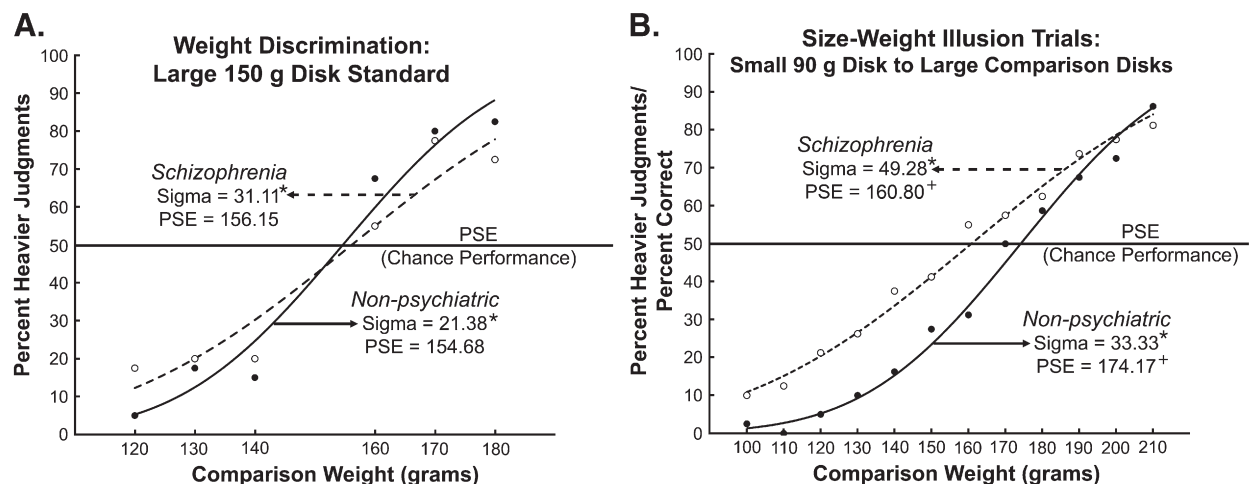 A.
Weight Discrimination:
Large 150 g Disk Standard
Percent Heavier Judgments
100
90
80
70
60
50
40
30
20
10
0
Schizophrenia
Sigma = 31.11*
PSE = 156.15
PSE
(Chance Performance)
Non-psychiatric
Sigma = 21.38*
PSE = 154.68
120 130 140 160 170 180
Comparison Weight (grams)
B.
Size-Weight Illusion Trials:
Small 90 g Disk to Large Comparison Disks
Percent Heavier Judgments/
Percent Correct
100
90
80
70
60
50
40
30
20
10
0
Schizophrenia
Sigma = 49.28*
PSE = 160.80+
PSE
(Chance Performance)
Non-psychiatric
Sigma = 33.33*
PSE = 174.17+
100 110 120 130 140 150 160 170 180 190 200 210
Comparison Weight (grams)